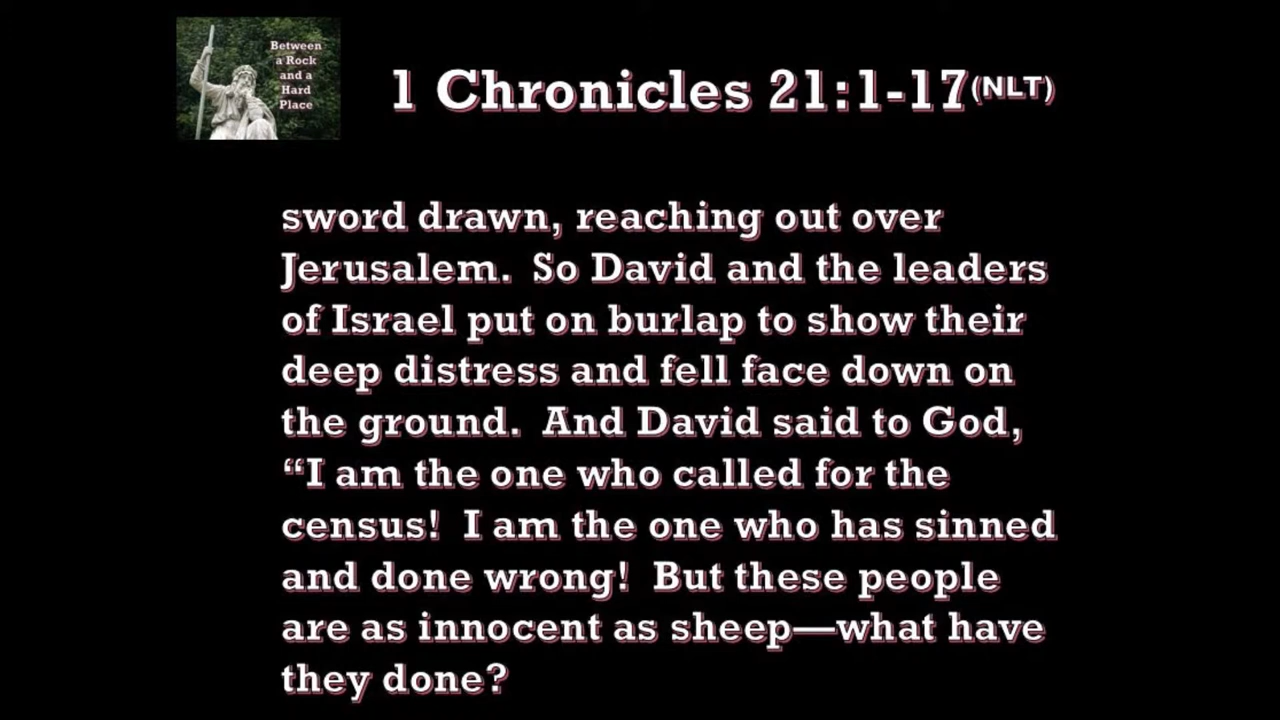 Between
a Rock
and a
Hard
Place
1 Chronicles 21:1-17(NLT)
sword drawn, reaching out over
Jerusalem.  So David and the leaders
of Israel put on burlap to show their
deep distress and fell face down on
the ground.  And David said to God,
“I am the one who called for the
census!  I am the one who has sinned
and done wrong!  But these people
are as innocent as sheep—what have
they done?